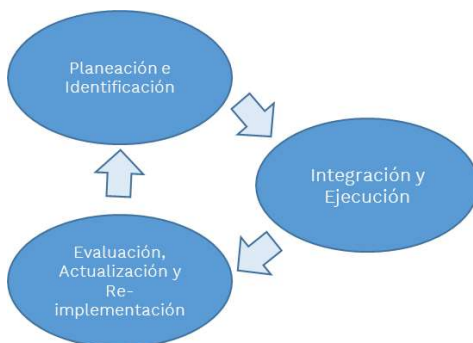 Planeación e
Identificación
Integración y
Ejecución
Evaluación,
Actualización y
Re-
implementación